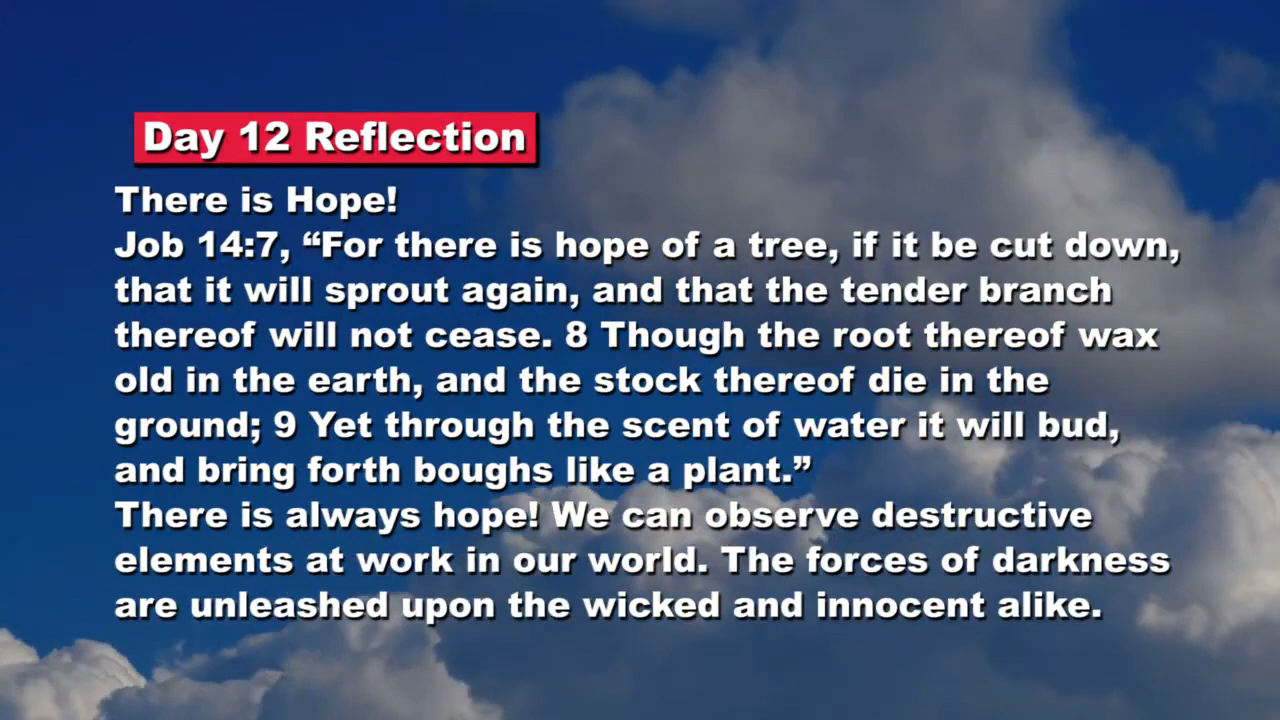 Day 12 Reflection
There is Hope!
Job 14:7, “For there is hope of a tree, if it be cut down,
that it will sprout again, and that the tender branch
thereof will not cease. 8 Though the root thereof wax
old in the earth, and the stock thereof die in the
ground; 9 Yet through the scent of water it will bud,
and bring forth boughs like a plant.”
There is always hope! We can observe destructive
elements at work in our world. The forces of darkness
are unleashed upon the wicked and innocent alike.